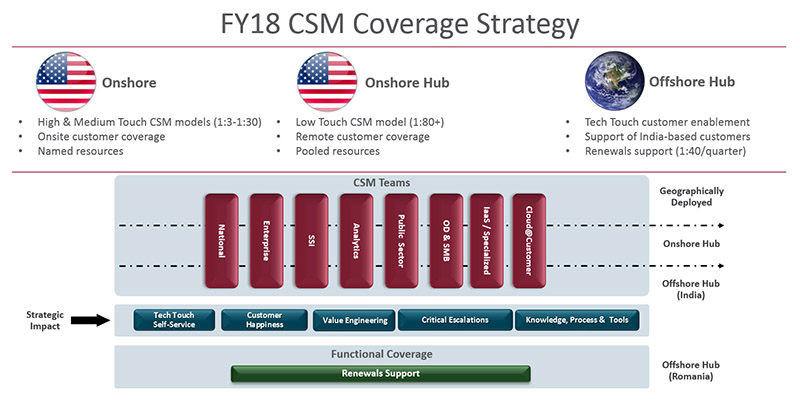 FY18 CSM Coverage Strategy
Onshore
• High & Medium Touch CSM models (1:3-1:30)
• Onsite customer coverage
• Named resources
Onshore Hub
• Low Touch CSM model (1:80+)
• Remote customer coverage
• Pooled resources
Offshore Hub
• Tech Touch customer enablement
• Support of India-based customers
• Renewals support (1:40/quarter)
CSM Teams
National
Enterprise
SSI
Analytics
Public Sector
OD & SMB
IaaS / Specialized
Cloud@Customer
Geographically
Deployed
Onshore Hub
Offshore Hub
(India)
Strategic
Impact
Tech Touch
Self-Service
Customer
Happiness
Value Engineering
Critical Escalations
Knowledge, Process & Tools
Functional Coverage
Renewals Support
Offshore Hub
(Romania)